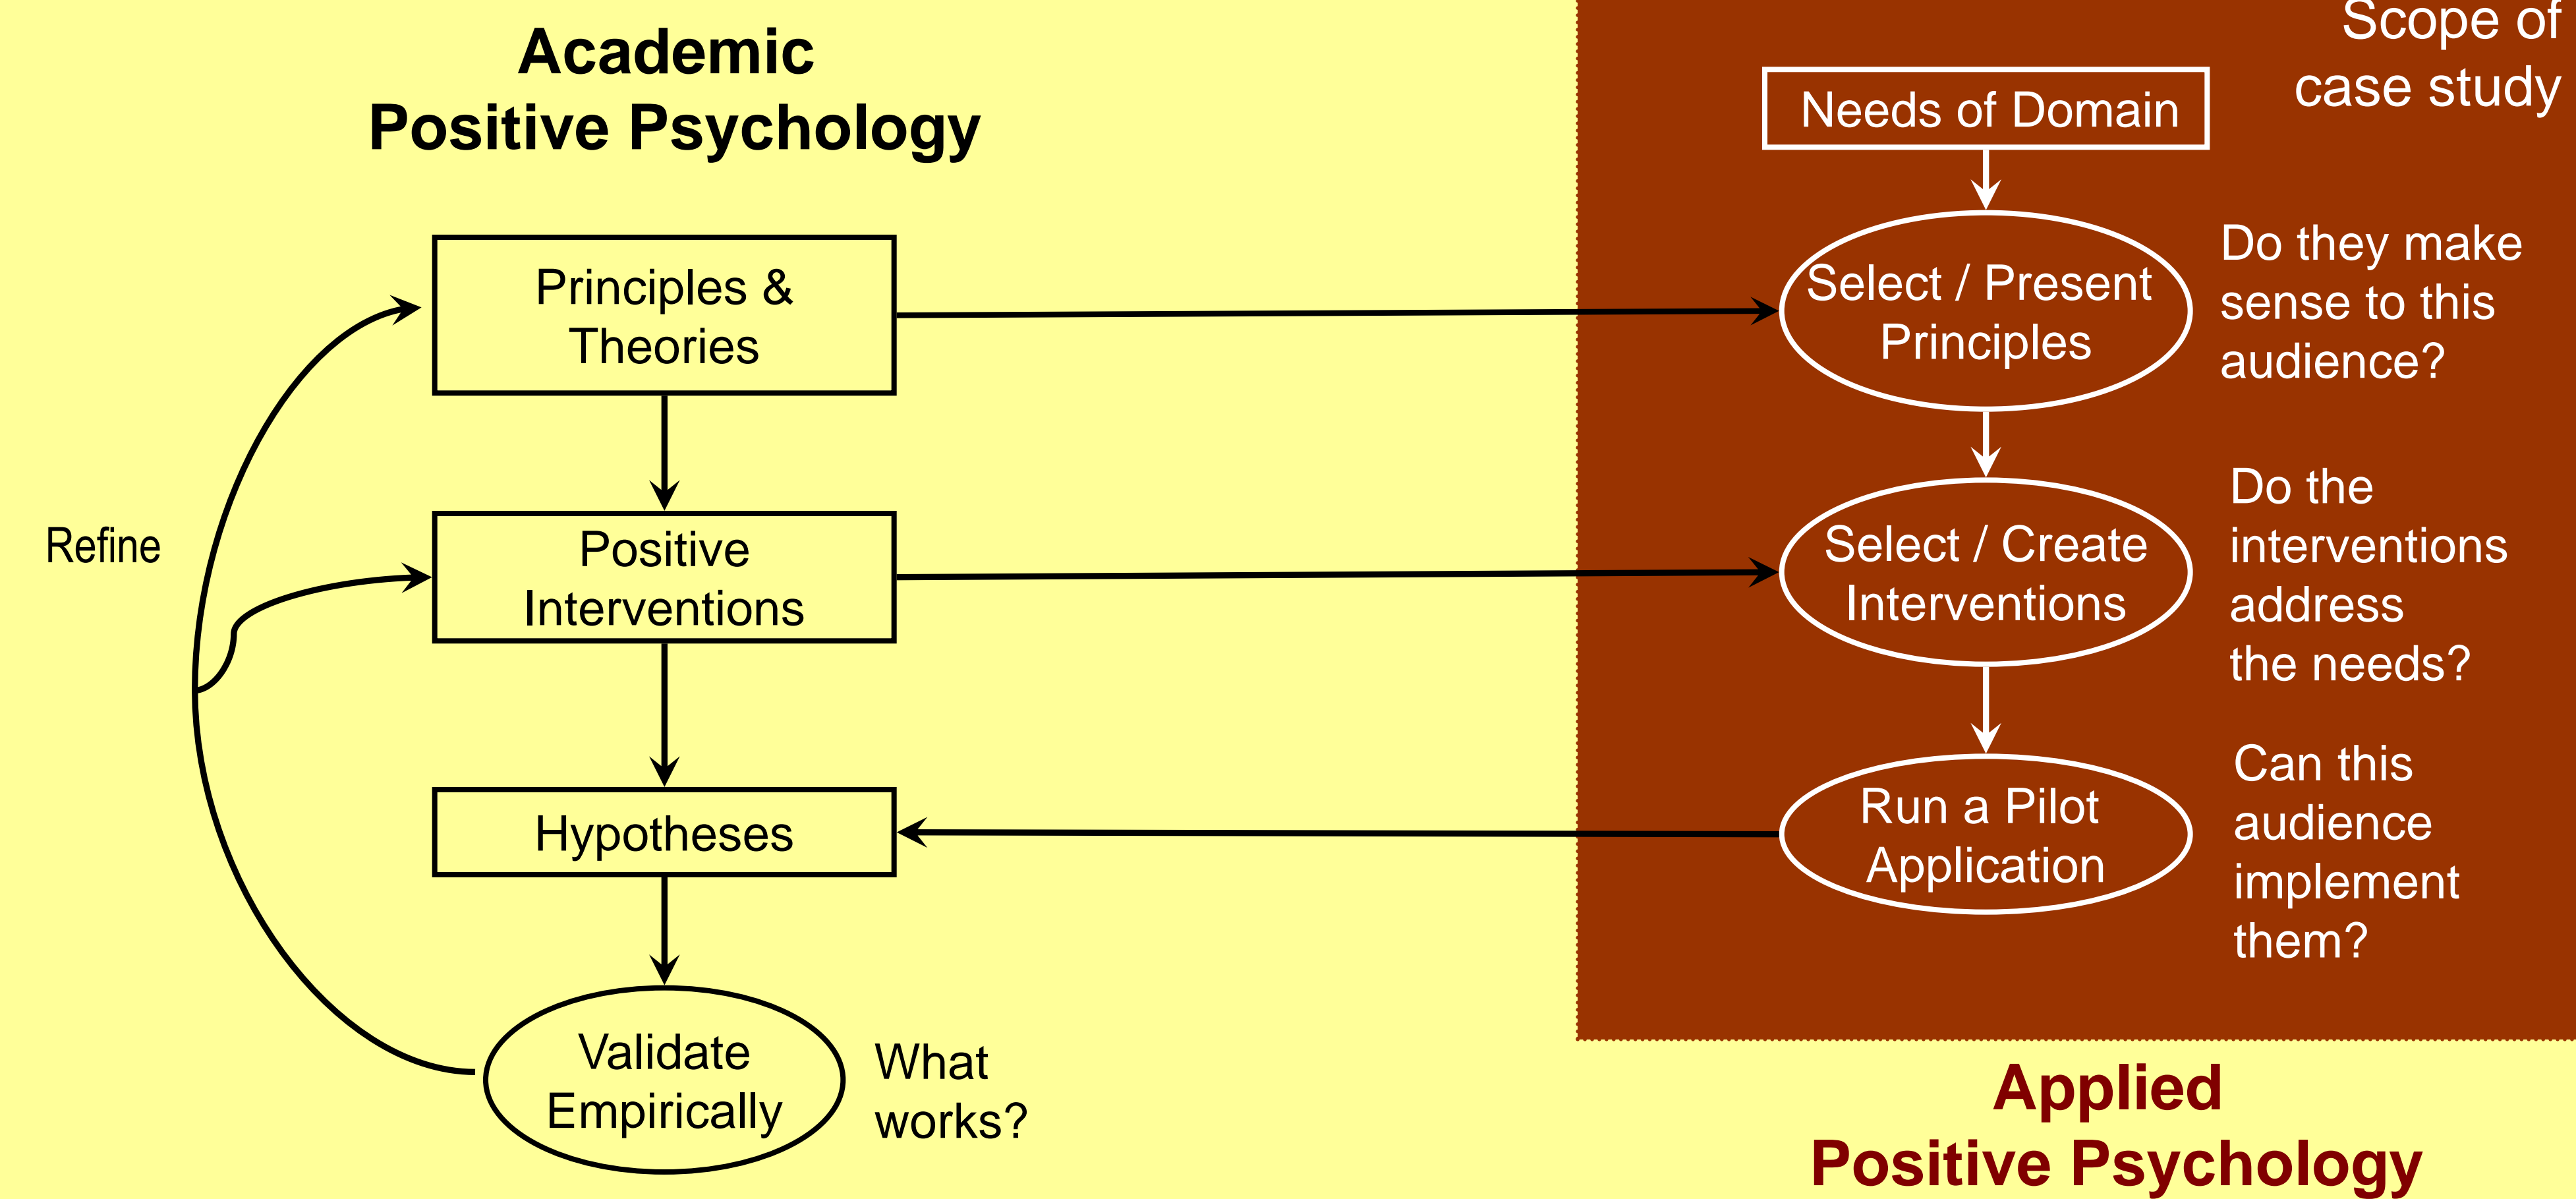 Academic
Positive Psychology
Scope of
case study
Needs of Domain
Principles &
Theories
Select / Present
Principles
Do they make
sense to this
audience?
Refine
Positive
Interventions
Select / Create
Interventions
Do the
interventions
address
the needs?
Hypotheses
Run a Pilot
Application
Can this
audience
implement
them?
Validate
Empirically
What
works?
Applied
Positive Psychology